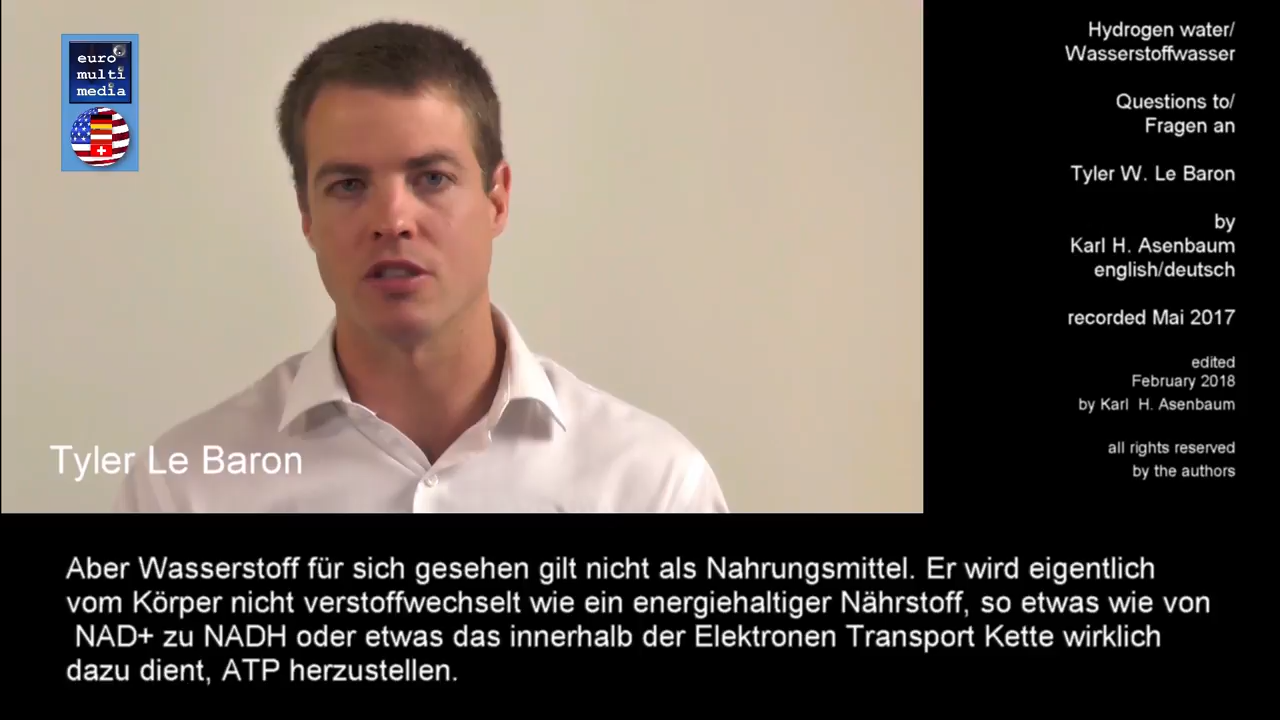 euro
multi
media
Tyler Le Baron
Hydrogen water/
Wasserstoffwasser
Questions to/
Fragen an
Tyler W. Le Baron
by
Karl H. Asenbaum
english/deutsch
recorded Mai 2017
edited
February 2018
by Karl H. Asenbaum
all rights reserved
by the authors
Aber Wasserstoff für sich gesehen gilt nicht als Nahrungsmittel. Er wird eigentlich
vom Körper nicht verstoffwechselt wie ein energiehaltiger Nährstoff, so etwas wie von
NAD+ zu NADH oder etwas das innerhalb der Elektronen Transport Kette wirklich
dazu dient, ATP herzustellen.